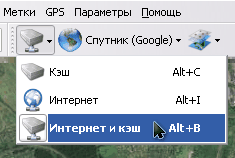 Метки GPS Параметры Помощь
Спутник (Google)
Кэш Alt+C
Интернет Alt+I
Интернет и кэш Alt+B